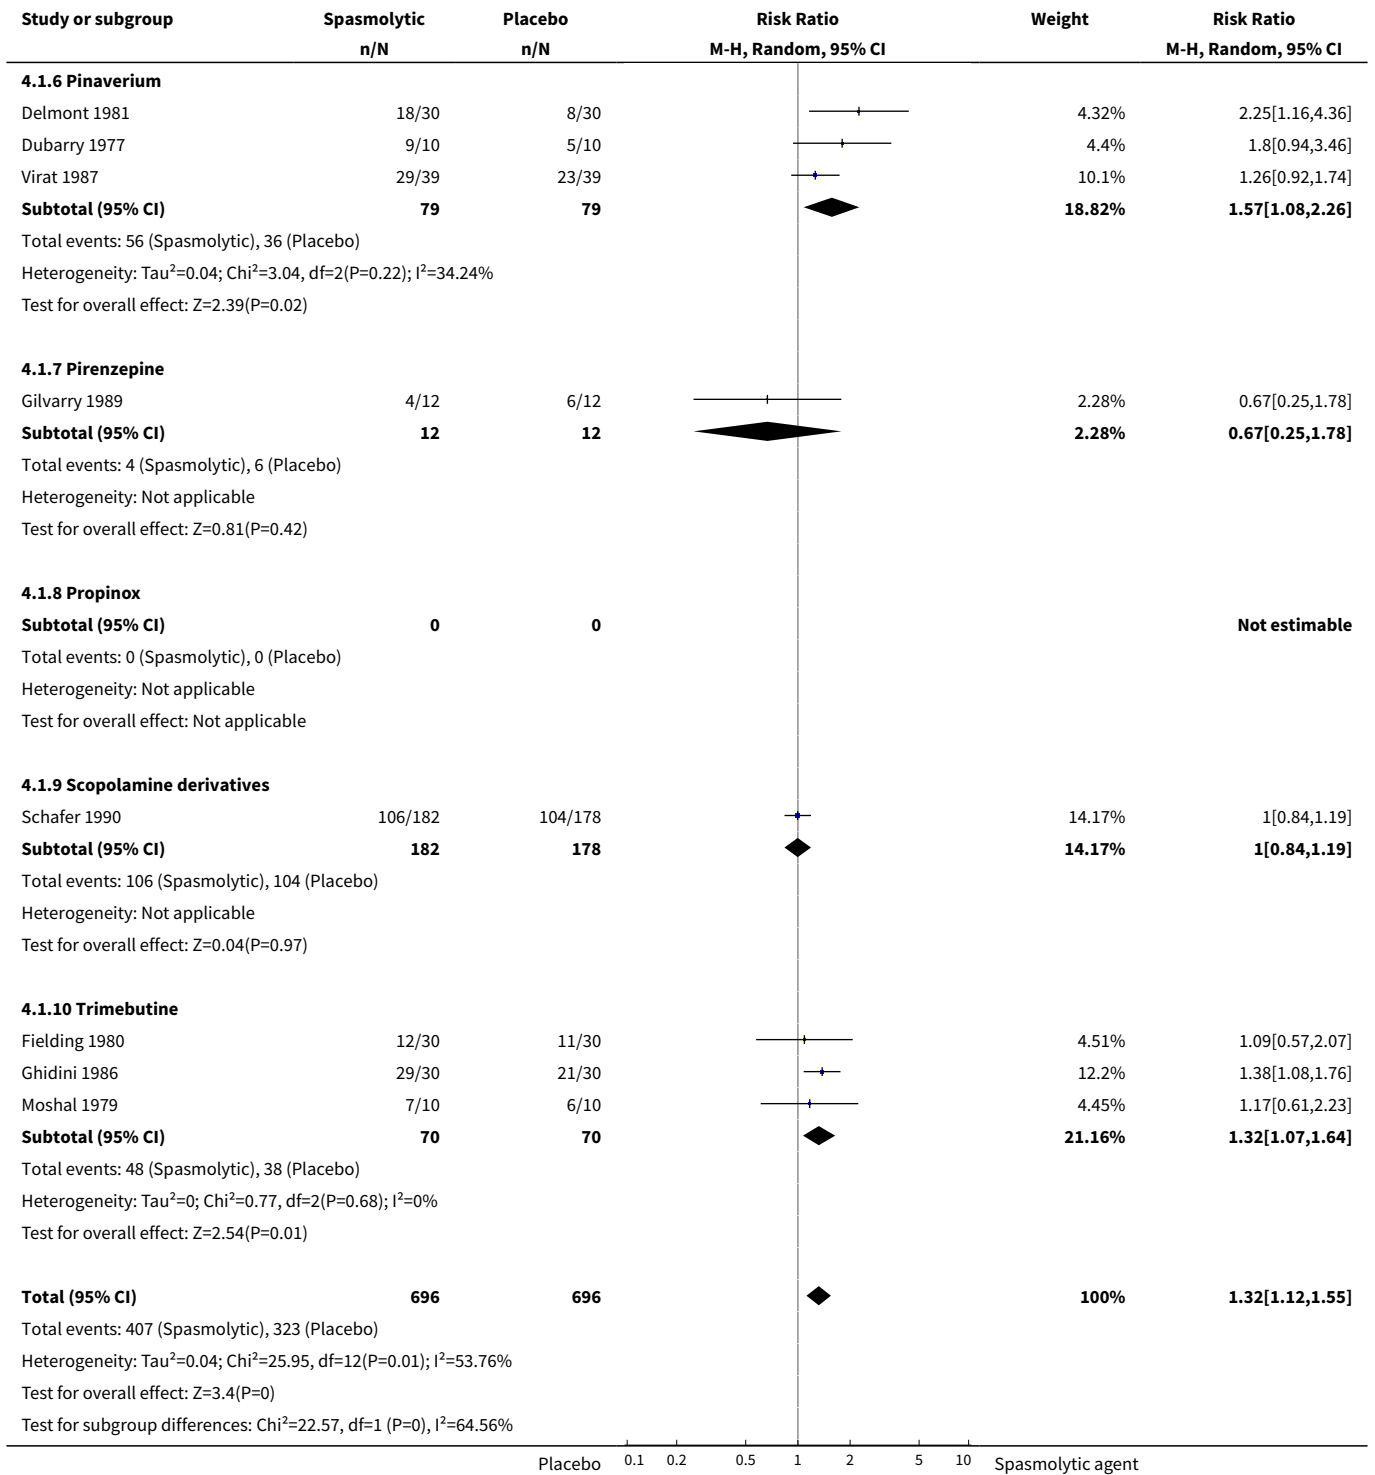 Study or subgroup Spasmolytic Placebo Risk Ratio Weight Risk Ratio
n/N n/N M-H, Random, 95% CI M-H, Random, 95% CI
4.1.6 Pinaverium
Delmont 1981 18/30 8/30 4.32% 2.25[1.16,4.36]
Dubarry 1977 9/10 5/10 4.4% 1.8[0.94,3.46]
Virat 1987 29/39 23/39 10.1% 1.26[0.92,1.74]
Subtotal (95% CI) 79 79 18.82% 1.57[1.08,2.26]
Total events: 56 (Spasmolytic), 36 (Placebo)
Heterogeneity: Tau²=0.04; Chi²=3.04, df=2(P=0.22); I²=34.24%
Test for overall effect: Z=2.39(P=0.02)
4.1.7 Pirenzepine
Gilvarry 1989 4/12 6/12 2.28% 0.67[0.25,1.78]
Subtotal (95% CI) 12 12 2.28% 0.67[0.25,1.78]
Total events: 4 (Spasmolytic), 6 (Placebo)
Heterogeneity: Not applicable
Test for overall effect: Z=0.81(P=0.42)
4.1.8 Propinox
Subtotal (95% CI) 0 0 Not estimable
Total events: 0 (Spasmolytic), 0 (Placebo)
Heterogeneity: Not applicable
Test for overall effect: Not applicable
4.1.9 Scopolamine derivatives
Schafer 1990 106/182 104/178 14.17% 1[0.84,1.19]
Subtotal (95% CI) 182 178 14.17% 1[0.84,1.19]
Total events: 106 (Spasmolytic), 104 (Placebo)
Heterogeneity: Not applicable
Test for overall effect: Z=0.04(P=0.97)
4.1.10 Trimebutine
Fielding 1980 12/30 11/30 4.51% 1.09[0.57,2.07]
Ghidini 1986 29/30 21/30 12.2% 1.38[1.08,1.76]
Moshal 1979 7/10 6/10 4.45% 1.17[0.61,2.23]
Subtotal (95% CI) 70 70 21.16% 1.32[1.07,1.64]
Total events: 48 (Spasmolytic), 38 (Placebo)
Heterogeneity: Tau²=0; Chi²=0.77, df=2(P=0.68); I²=0%
Test for overall effect: Z=2.54(P=0.01)
Total (95% CI) 696 696 100% 1.32[1.12,1.55]
Total events: 407 (Spasmolytic), 323 (Placebo)
Heterogeneity: Tau²=0.04; Chi²=25.95, df=12(P=0.01); I²=53.76%
Test for overall effect: Z=3.4(P=0)
Test for subgroup differences: Chi²=22.57, df=1 (P=0), I²=64.56%
Placebo 0.1 0.2 0.5 1 2 5 10 Spasmolytic agent